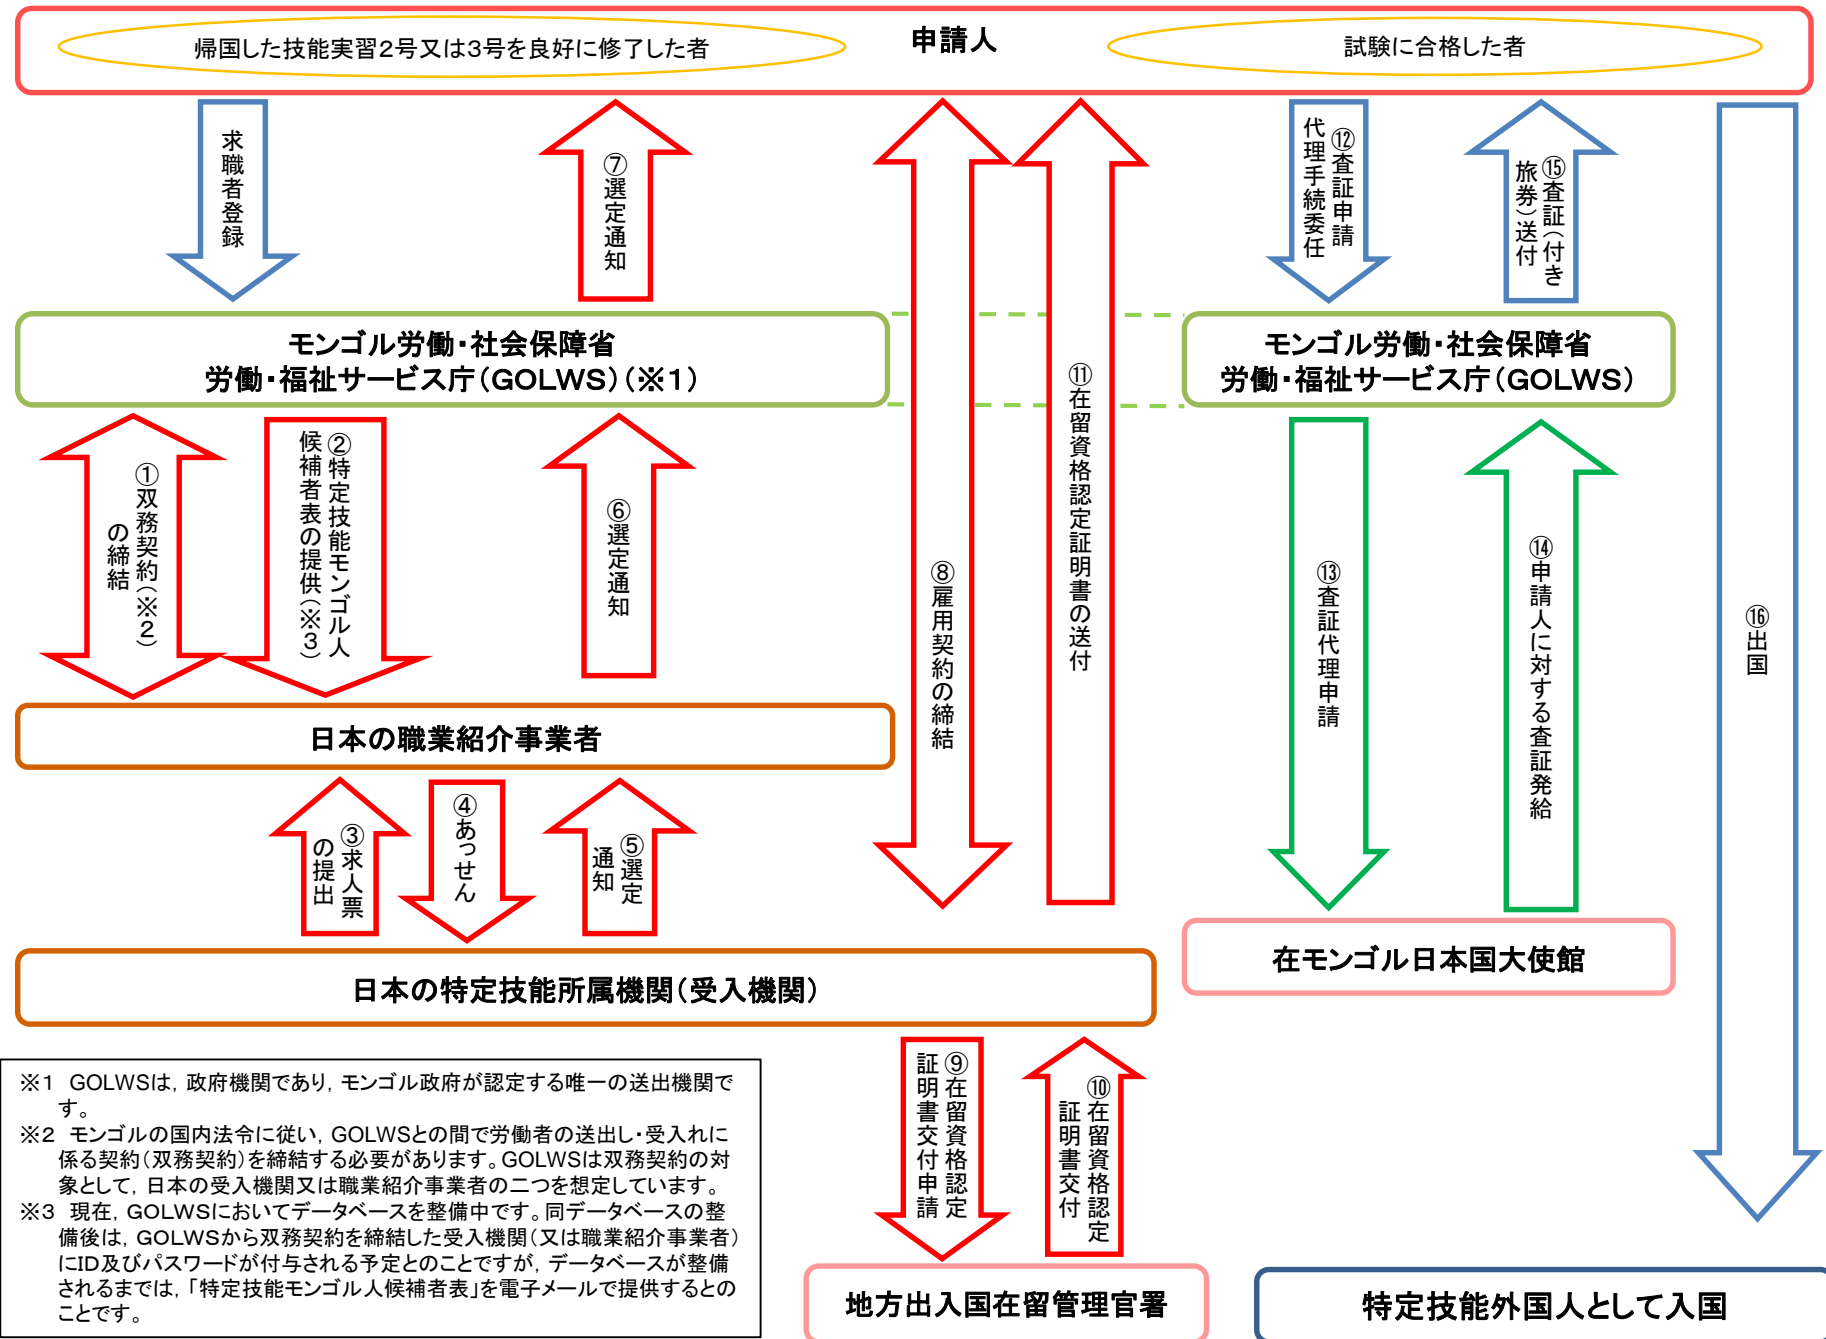 申請人
帰国した技能実習２号又は３号を良好に修了した者
試験に合格した者
求職者登録
⑦選定通知
⑫査証申請
代理手続委任
⑮査証（付き
旅券）送付
モンゴル労働・社会保障省
労働・福祉サービス庁（GOLWS）（※１）
モンゴル労働・社会保障省
労働・福祉サービス庁（GOLWS）
①双務契約（※２）
の締結
②特定技能モンゴル人
候補者表の提供（※３）
⑥選定通知
⑧雇用契約の締結
⑪在留資格認定証明書の送付
⑬査証代理申請
⑭申請人に対する査証発給
⑯出国
日本の職業紹介事業者
③求人票
の提出
④あっせん
⑤選定
通知
日本の特定技能所属機関（受入機関）
在モンゴル日本国大使館
⑨在留資格認定
証明書交付申請
⑩在留資格認定
証明書交付
※１　GOLWSは，政府機関であり，モンゴル政府が認定する唯一の送出機関で
す。
※２　モンゴルの国内法令に従い，GOLWSとの間で労働者の送出し・受入れに
係る契約（双務契約）を締結する必要があります。GOLWSは双務契約の対
象として，日本の受入機関又は職業紹介事業者の二つを想定しています。
※３　現在，GOLWSにおいてデータベースを整備中です。同データベースの整
備後は，GOLWSから双務契約を締結した受入機関（又は職業紹介事業者）
にID及びパスワードが付与される予定とのことですが，データベースが整備
されるまでは，「特定技能モンゴル人候補者表」を電子メールで提供するとの
ことです。
地方出入国在留管理官署
特定技能外国人として入国